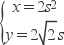 x = 2s²
y = 2√2 s